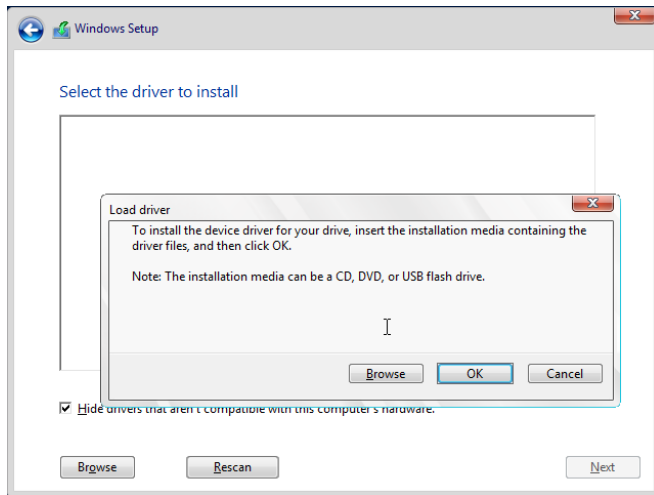 Windows Setup
Select the driver to install
Load driver
To install the device driver for your drive, insert the installation media containing the
driver files, and then click OK.
Note: The installation media can be a CD, DVD, or USB flash drive.
Browse
OK
Cancel
Hide drivers that aren't compatible with this computer's hardware.
Browse
Rescan
Next